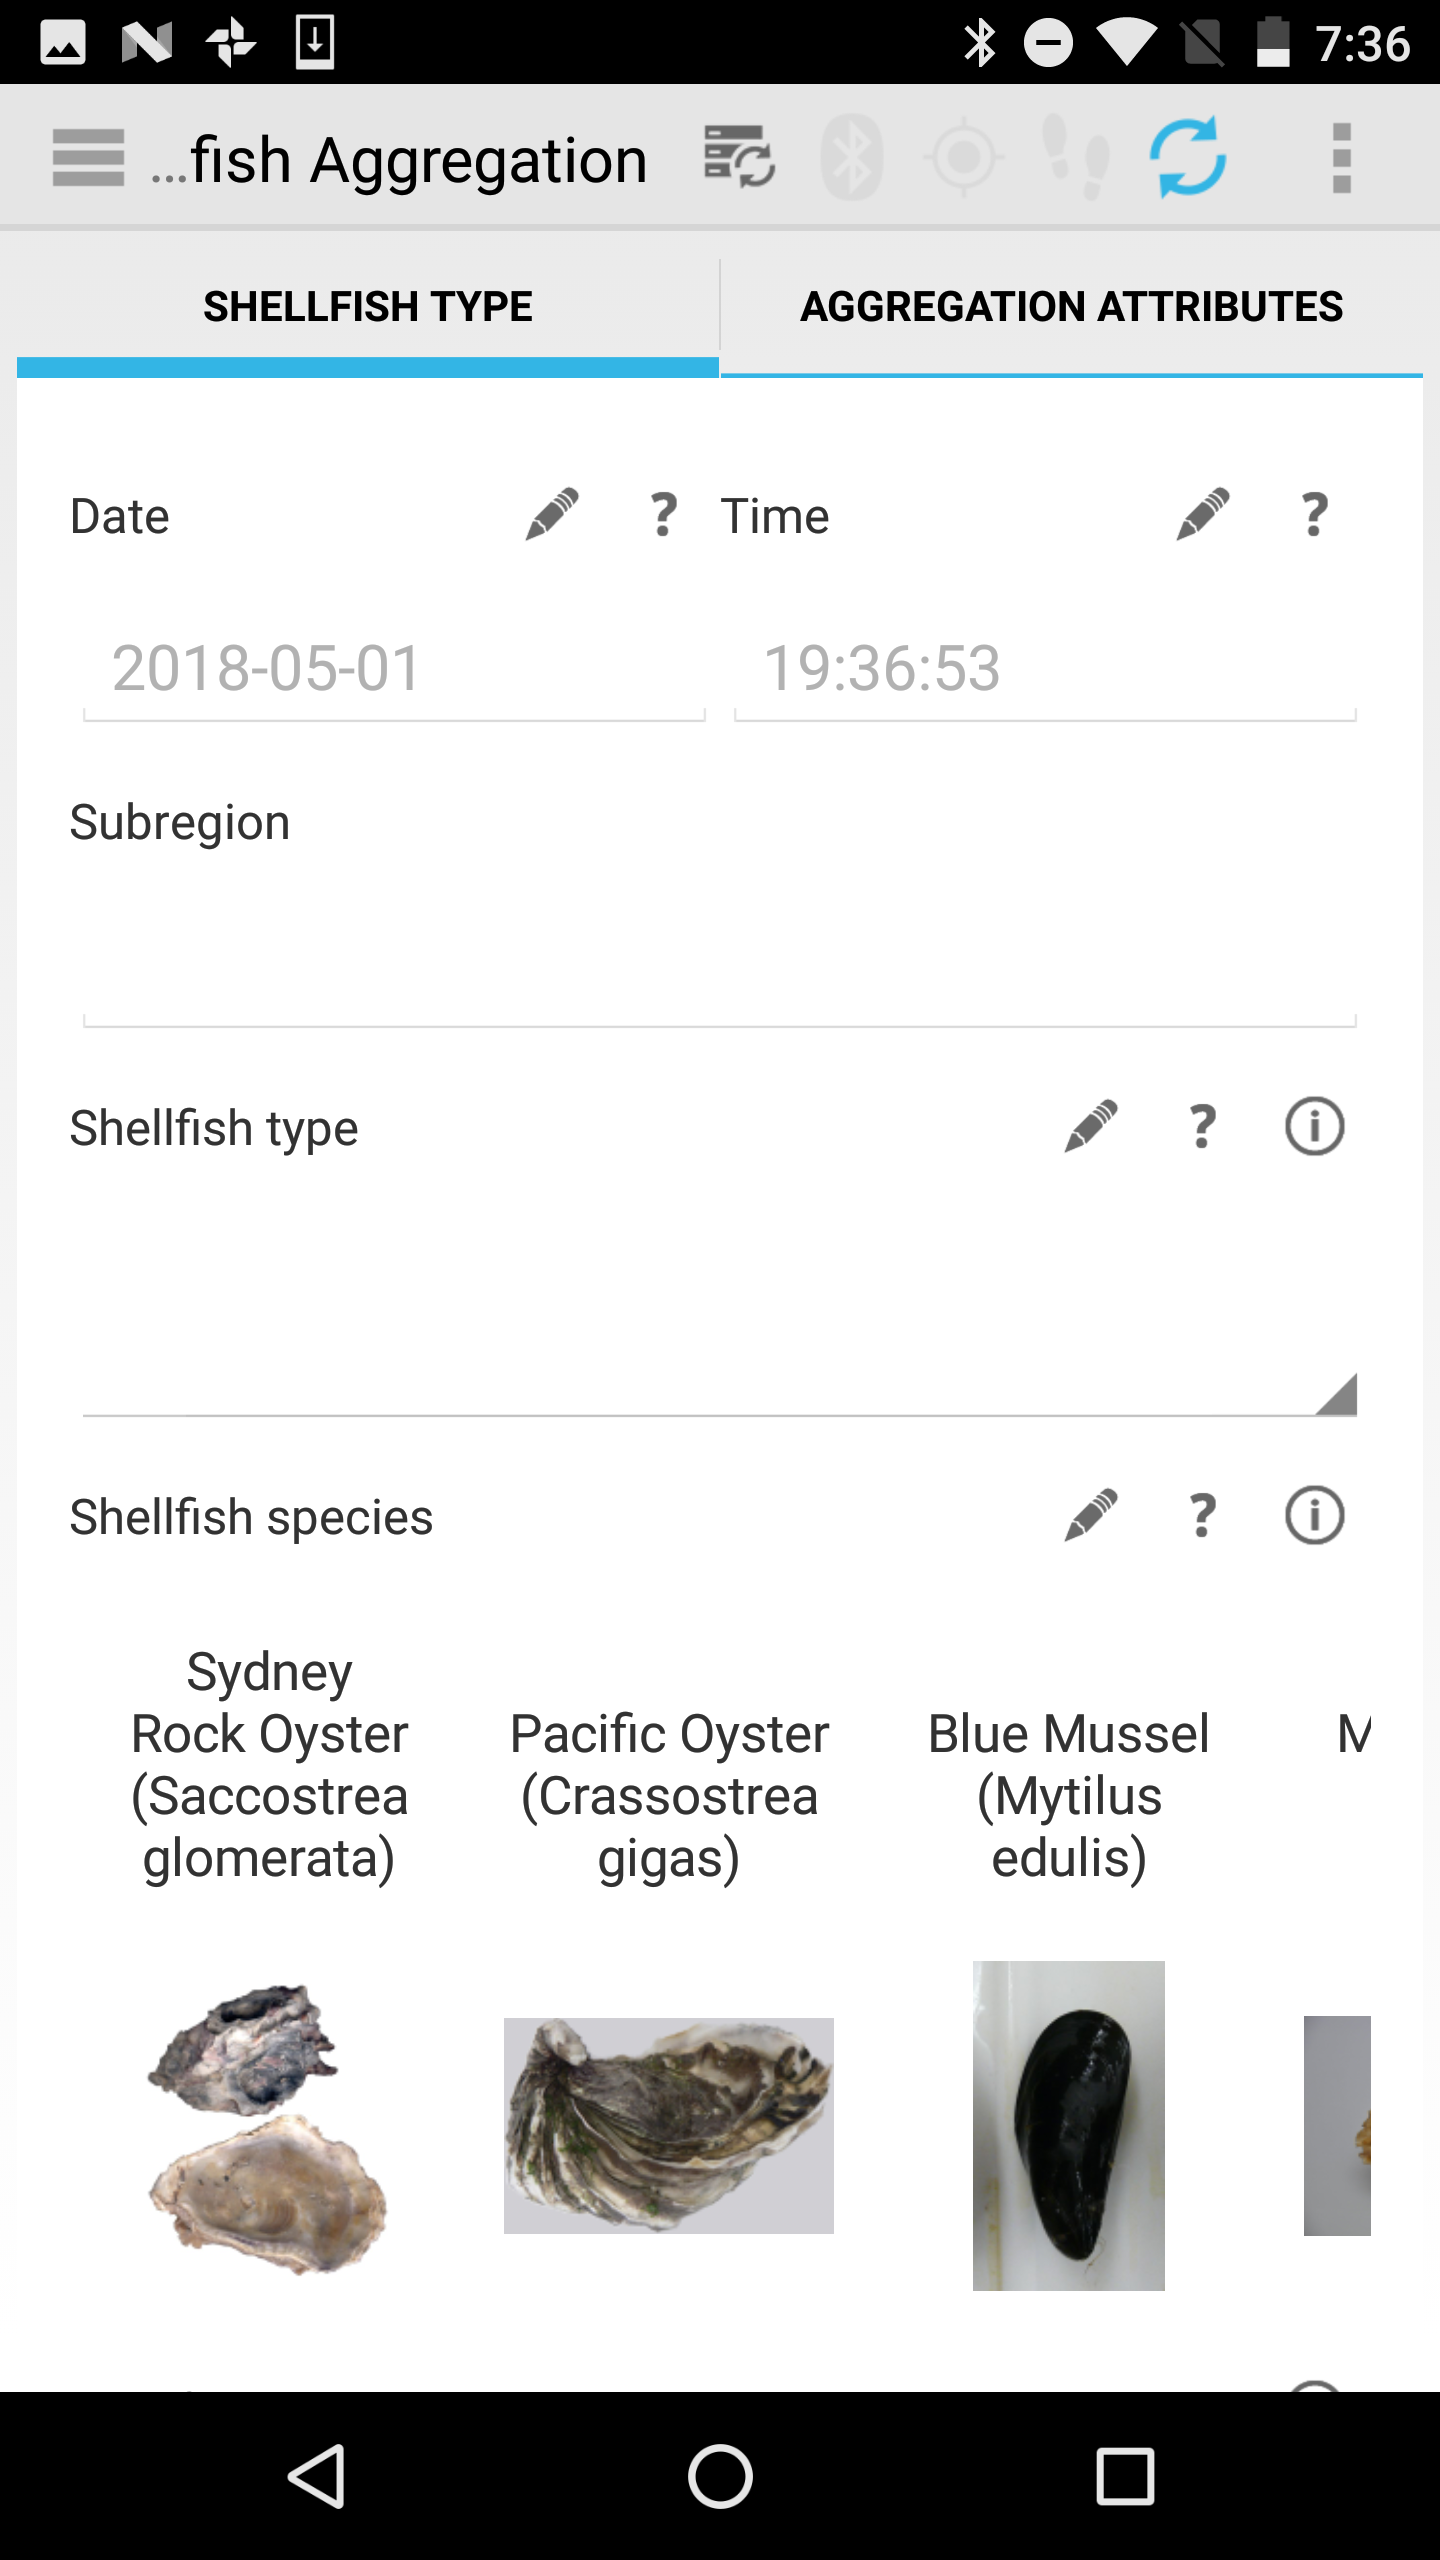 7:36
...fish Aggregation
SHELLFISH TYPE
AGGREGATION ATTRIBUTES
Date ?
Time ?
2018-05-01
19:36:53
Subregion
Shellfish type ?
Shellfish species ?
Sydney
Rock Oyster
(Saccostrea
glomerata)
Pacific Oyster
(Crassostrea
gigas)
Blue Mussel
(Mytilus
edulis)